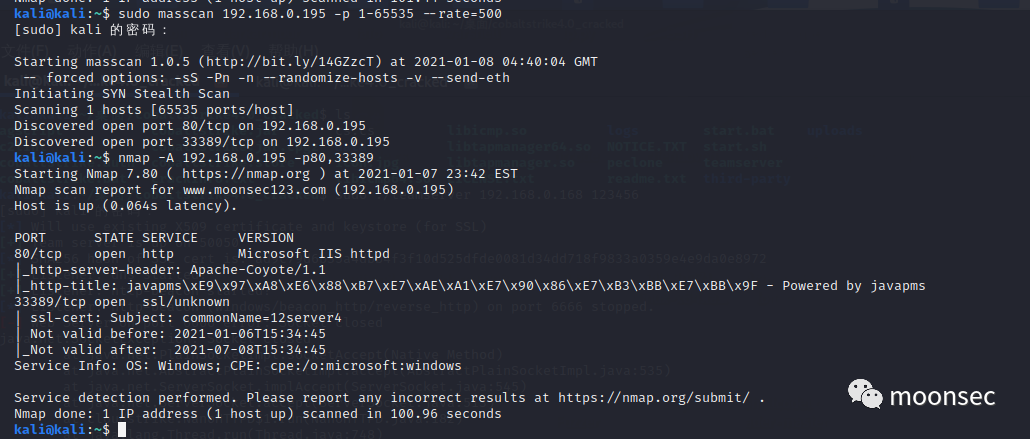 kali@kali:~$ sudo masscan 192.168.0.195 -p 1-65535 --rate=500
[sudo] kali 的密码：
Starting masscan 1.0.5 (http://bit.ly/14GZzcT) at 2021-01-08 04:40:04 GMT
-- forced options: -sS -Pn -n --randomize-hosts -v --send-eth
Initiating SYN Stealth Scan
Scanning 1 hosts [65535 ports/host]
Discovered open port 80/tcp on 192.168.0.195
Discovered open port 33389/tcp on 192.168.0.195
kali@kali:~$ nmap -A 192.168.0.195 -p80,33389
Starting Nmap 7.80 ( https://nmap.org ) at 2021-01-07 23:42 EST
Nmap scan report for www.moonsec123.com (192.168.0.195)
Host is up (0.064s latency).
PORT      STATE SERVICE     VERSION
80/tcp    open  http        Microsoft IIS httpd
|_http-server-header: Apache-Coyote/1.1
|_http-title: javapms\xE9\x97\xA8\xE6\x88\xB7\xE7\xAE\xA1\xE7\x90\x86\xE7\xB3\xBB\xE7\xBB\x9F - Powered by javapms
33389/tcp open  ssl/unknown
| ssl-cert: Subject: commonName=12server4
| Not valid before: 2021-01-06T15:34:45
|_Not valid after:  2021-07-08T15:34:45
Service Info: OS: Windows; CPE: cpe:/o:microsoft:windows
Service detection performed. Please report any incorrect results at https://nmap.org/submit/ .
Nmap done: 1 IP address (1 host up) scanned in 100.96 seconds
kali@kali:~$
moonsec